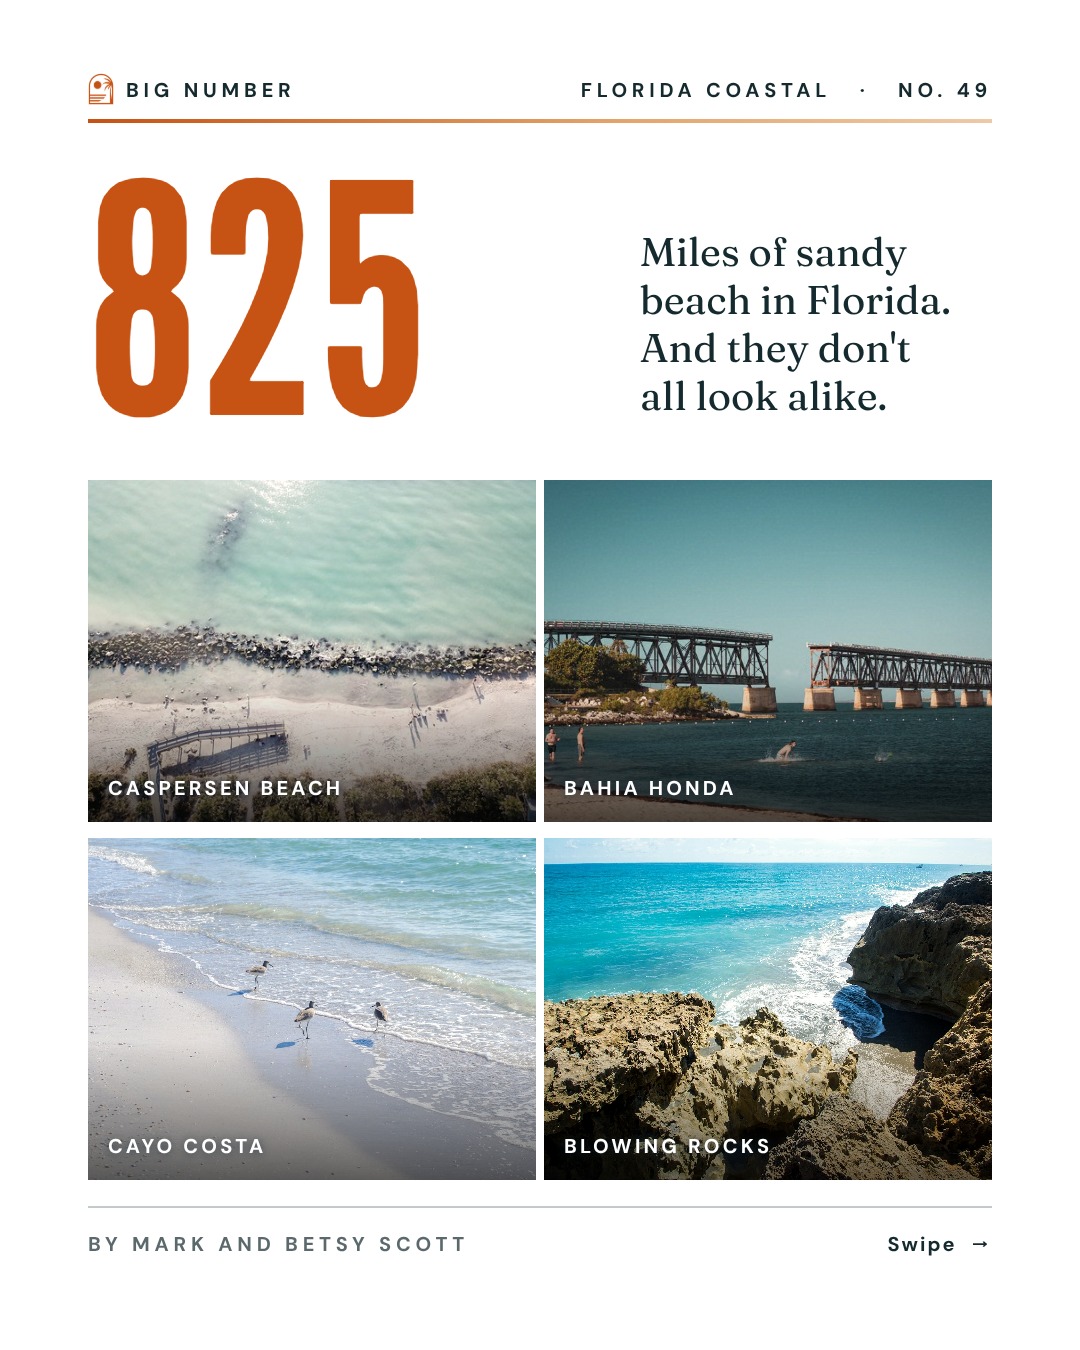 BIG NUMBER
FLORIDA COASTAL · NO. 49
825
Miles of sandy
beach in Florida.
And they don't
all look alike.
CASPERSEN BEACH
BAHIA HONDA
CAYO COSTA
BLOWING ROCKS
BY MARK AND BETSY SCOTT
Swipe →